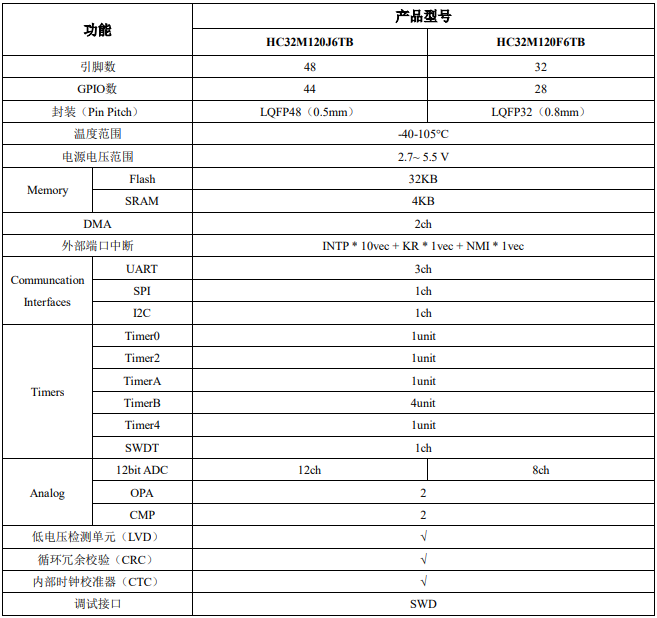 功能 产品型号
HC32M120J6TB HC32M120F6TB
引脚数 48 32
GPIO数 44 28
封装（Pin Pitch） LQFP48（0.5mm） LQFP32（0.8mm）
温度范围 -40-105°C
电源电压范围 2.7~ 5.5 V
Memory Flash 32KB
SRAM 4KB
DMA 2ch
外部端口中断 INTP * 10vec + KR * 1vec + NMI * 1vec
Communcation Interfaces UART 3ch
SPI 1ch
I2C 1ch
Timers Timer0 1unit
Timer2 1unit
TimerA 1unit
TimerB 4unit
Timer4 1unit
SWDT 1ch
Analog 12bit ADC 12ch 8ch
OPA 2
CMP 2
低电压检测单元（LVD） √
循环冗余校验（CRC） √
内部时钟校准器（CTC） √
调试接口 SWD